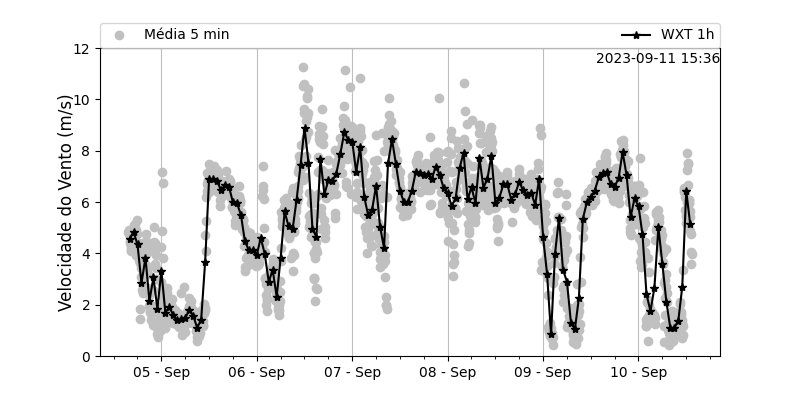 Média 5 min
WXT 1h
2023-09-11 15:36
Velocidade do Vento (m/s)
12
10
8
6
4
2
0
05 - Sep
06 - Sep
07 - Sep
08 - Sep
09 - Sep
10 - Sep